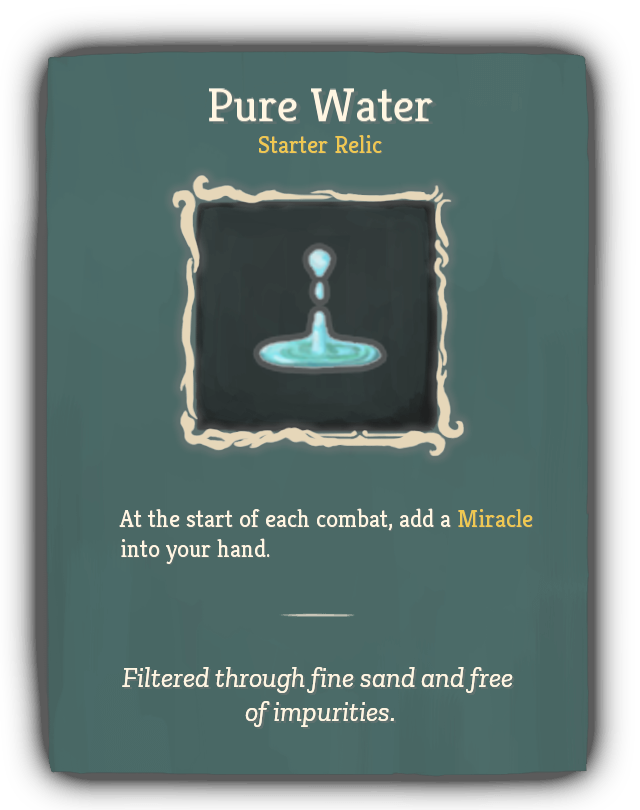 Pure Water
Starter Relic
At the start of each combat, add a Miracle
into your hand.
Filtered through fine sand and free
of impurities.